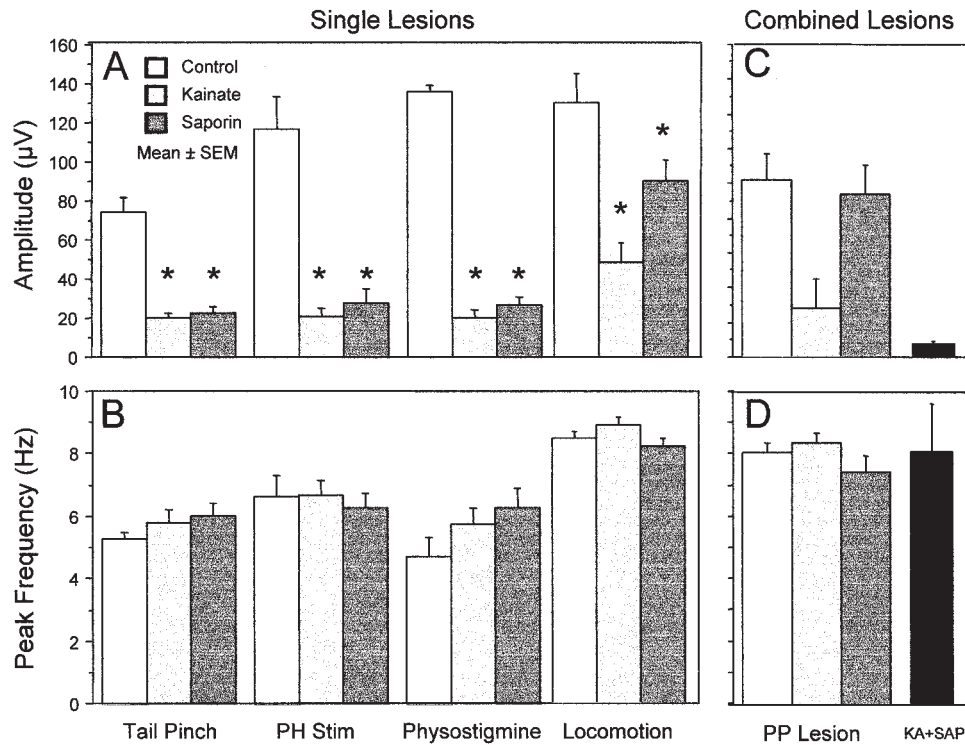 Single Lesions
Combined Lesions
A
Control
Kainate
Saporin
Mean ± SEM
Amplitude (µV)
160
140
120
100
80
60
40
20
0
* * * * * * * *
C
B
Peak Frequency (Hz)
10
8
6
4
2
0
D
Tail Pinch
PH Stim
Physostigmine
Locomotion
PP Lesion
KA+SAP